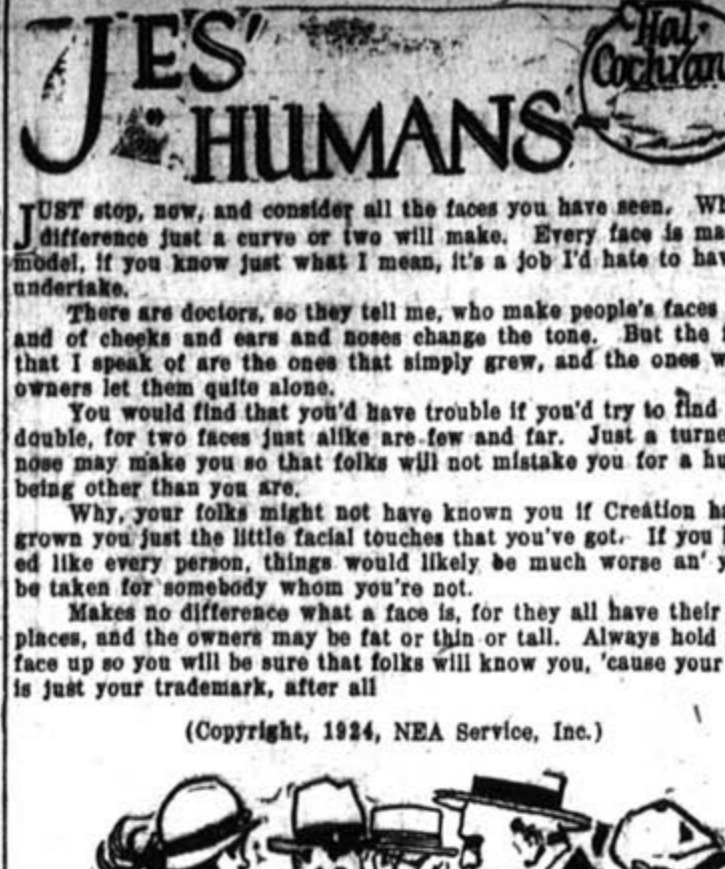 JES'
HUMANS
Hal
Cochran
JUST stop, now, and consider all the faces you have seen.
difference just a curve or two will make. Every face is
model, if you know just what I mean, it's a job I'd hate to
undertake.
There are doctors, so they tell me, who make people's faces
and of cheeks and ears and noses change the tone. But the
that I speak of are the ones that simply grew, and the ones
owners let them quite alone.
You would find that you'd have trouble if you'd try to find
double, for two faces just alike are few and far. Just a
nose may make you so that folks will not mistake you for a
being other than you are.
Why, your folks might not have known you if Creation
grown you just the little facial touches that you've got. If you
ed like every person, things would likely be much worse an'
be taken for somebody whom you're not.
Makes no difference what a face is, for they all have their
places, and the owners may be fat or thin or tall. Always hold
face up so you will be sure that folks will know you, 'cause your
is just your trademark, after all
(Copyright, 1924, NEA Service, Inc.)